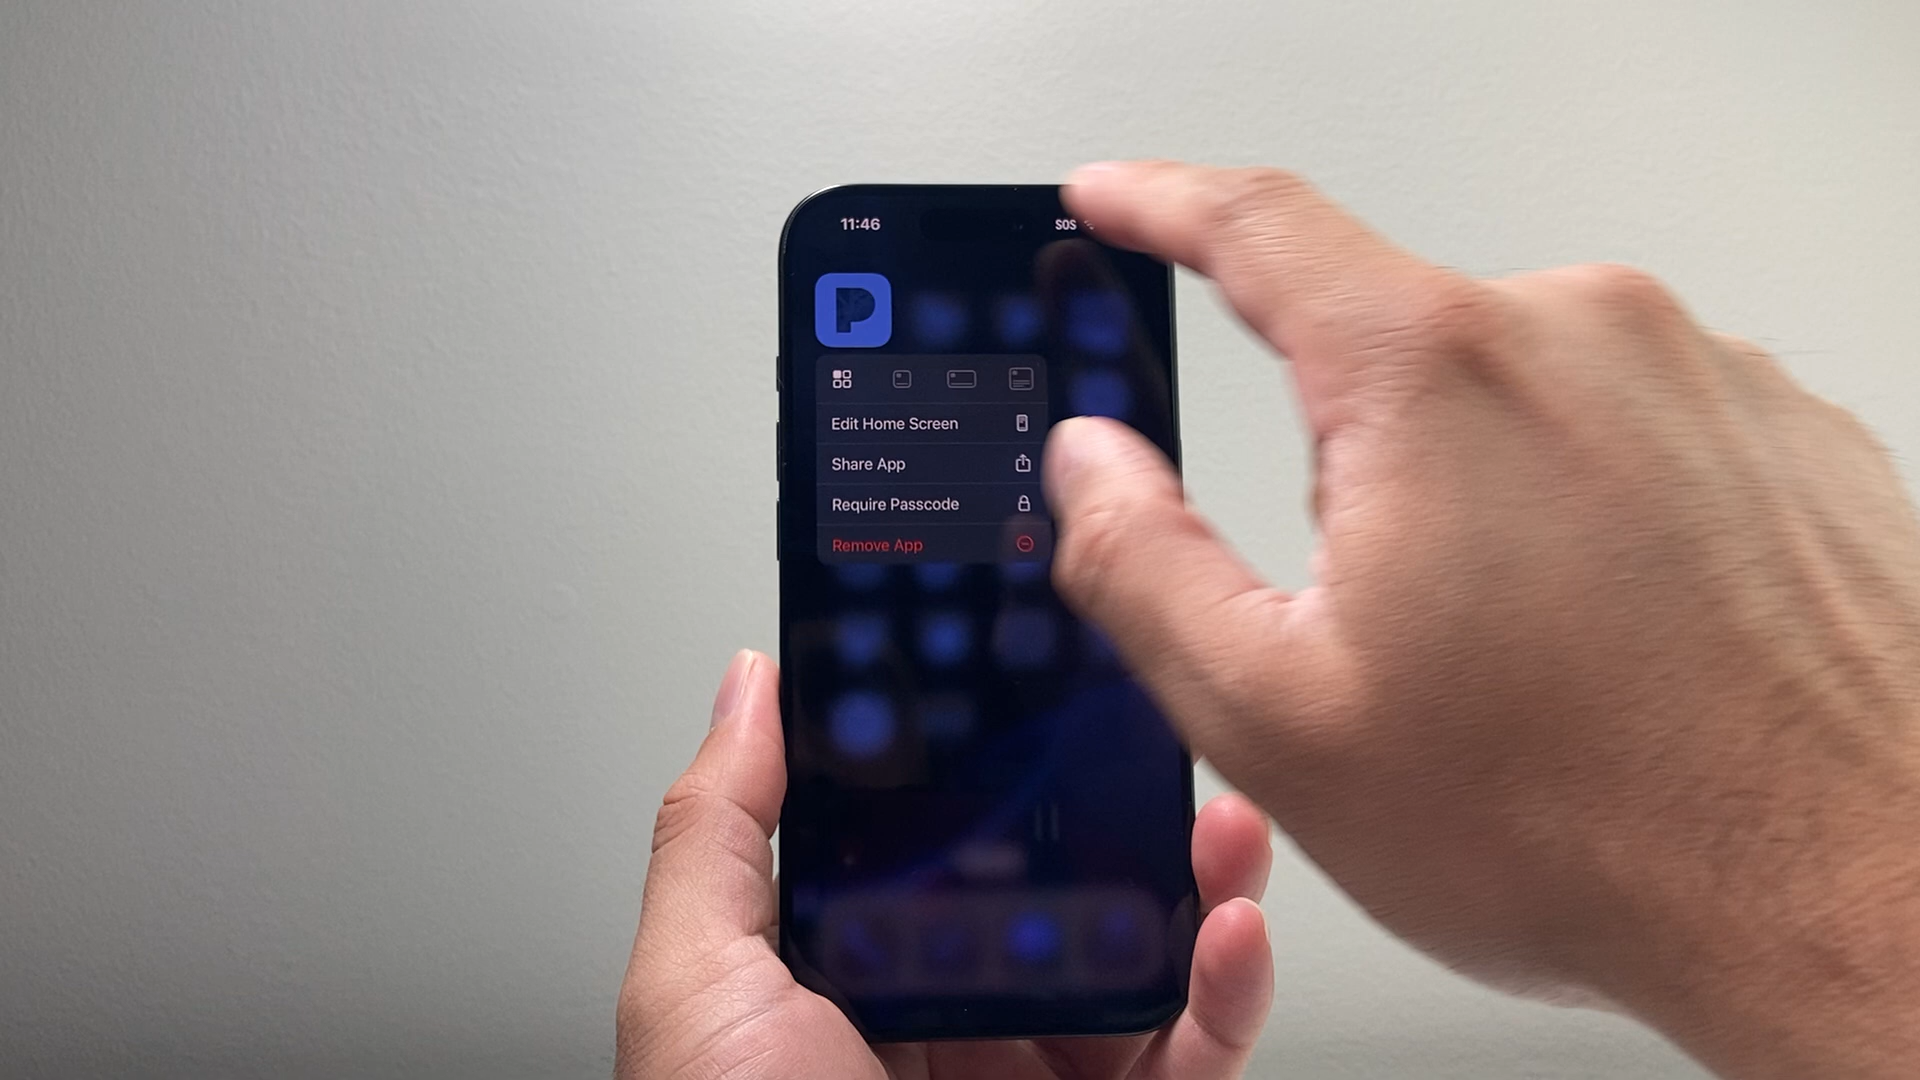 11:46
SOS
P
Edit Home Screen
Share App
Require Passcode
Remove App